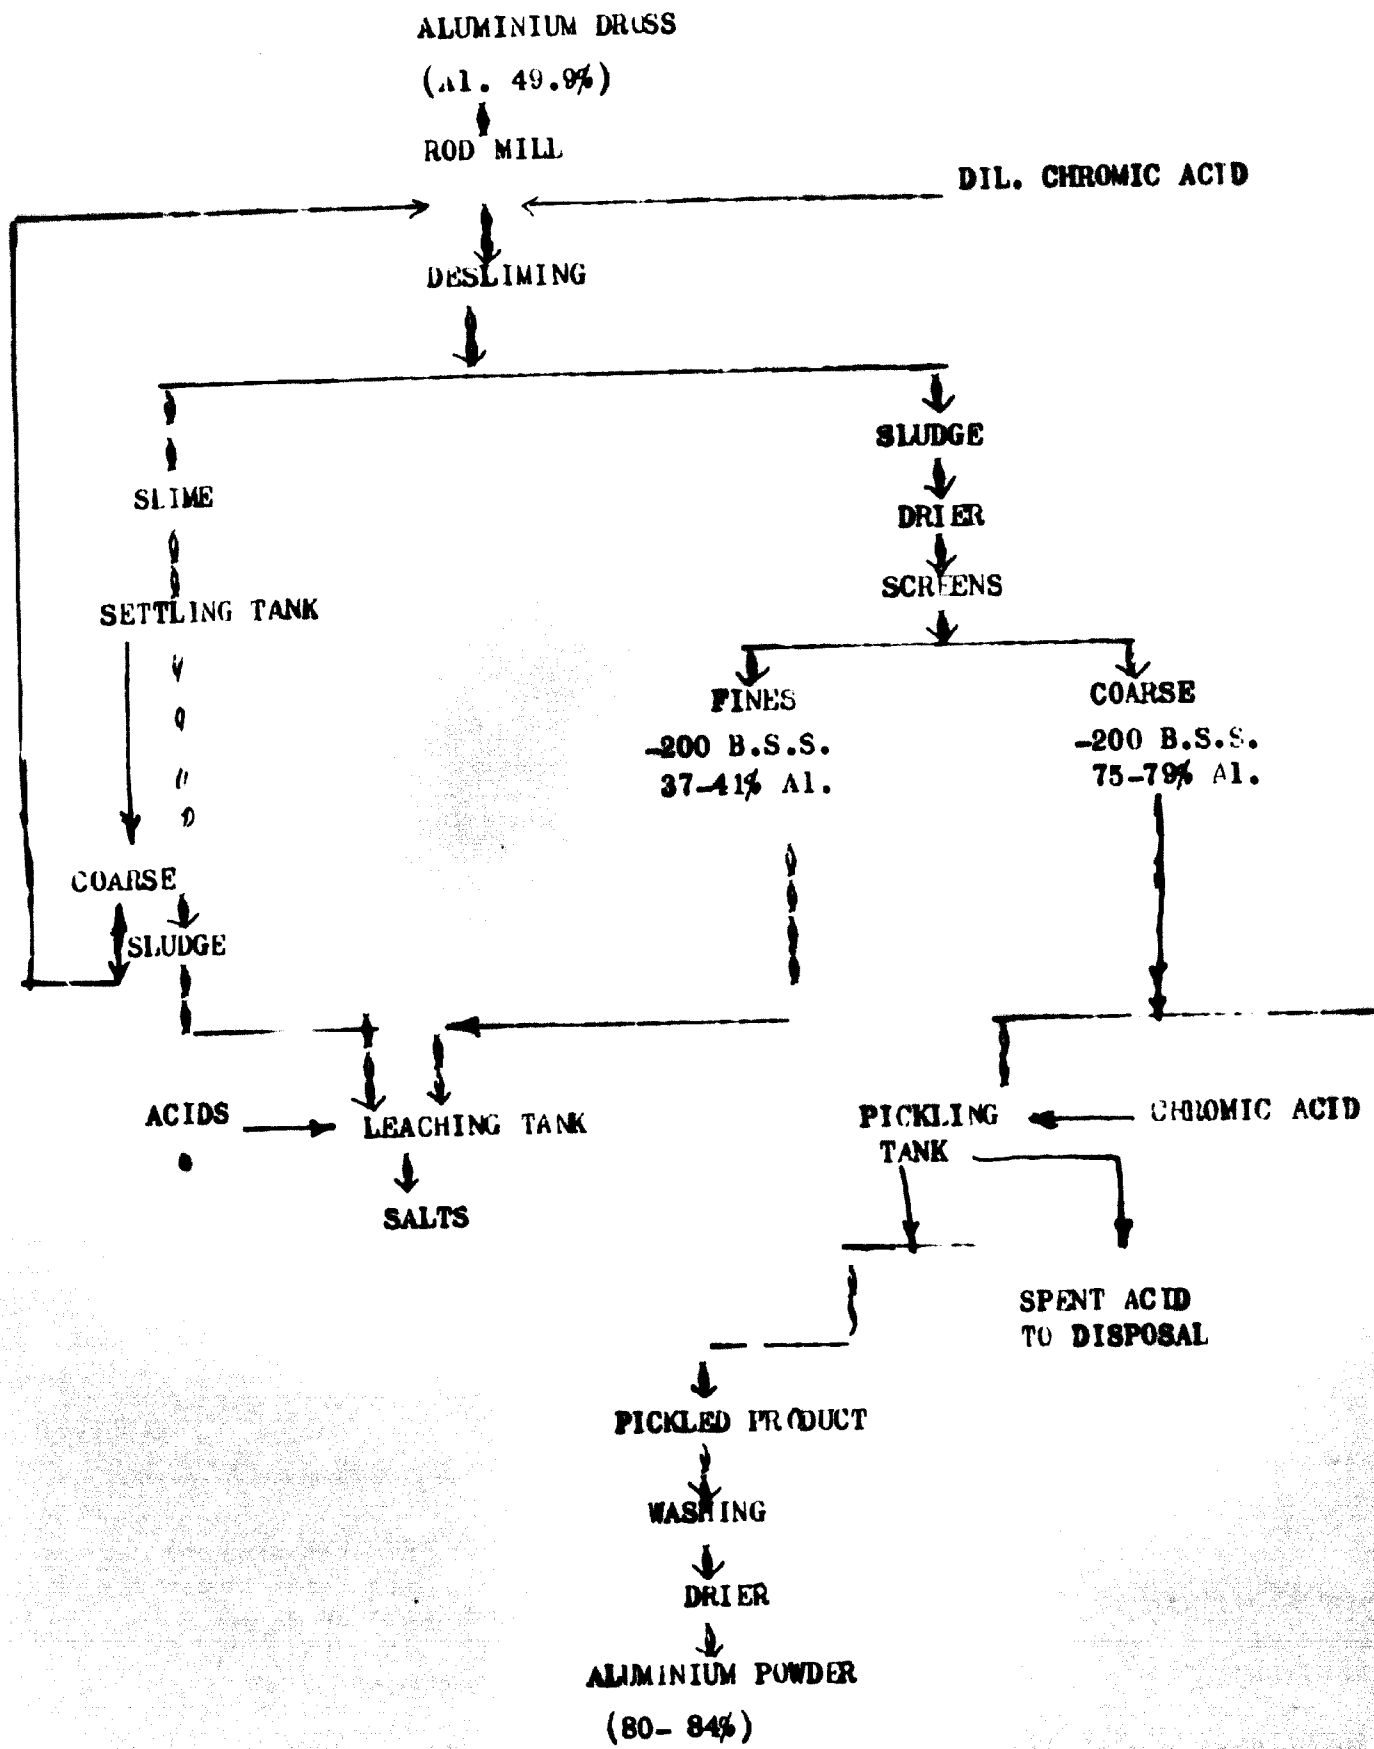 ALUMINIUM DROSS
(Al. 49.9%)
ROD MILL
DIL. CHROMIC ACID
DESLIMING
SLUDGE
SLIME
DRIER
SCREENS
SETTLING TANK
FINES
-200 B.S.S.
37-41% Al.
COARSE
-200 B.S.S.
75-79% Al.
COARSE
SLUDGE
ACIDS
LEACHING TANK
SALTS
PICKLING
TANK
CHROMIC ACID
SPENT ACID
TO DISPOSAL
PICKLED PRODUCT
WASHING
DRIER
ALUMINIUM POWDER
(80- 84%)